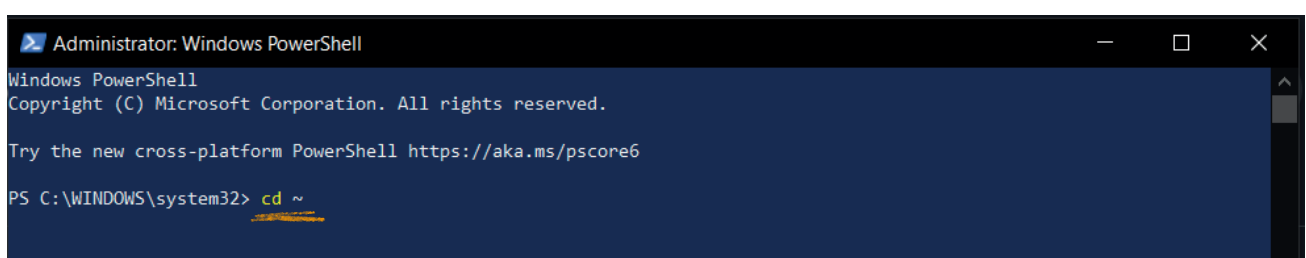 Administrator: Windows PowerShell
Windows PowerShell
Copyright (C) Microsoft Corporation. All rights reserved.
Try the new cross-platform PowerShell https://aka.ms/pscore6
PS C:\WINDOWS\system32> cd ~